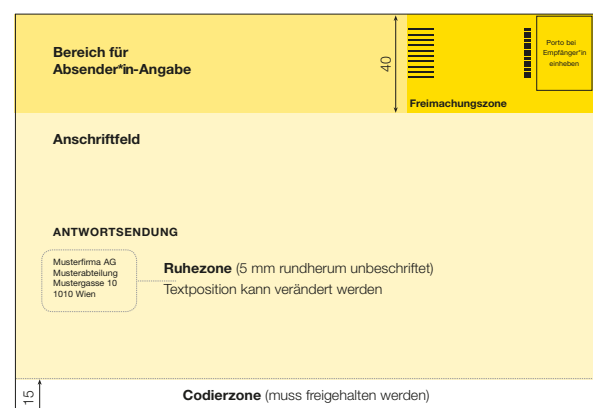 Bereich für
Absender*in-Angabe
40
Porto bei
Empfänger*in
einheben
Freimachungszone
Anschriftfeld
ANTWORTSENDUNG
Musterfirma AG
Musterabteilung
Mustergasse 10
1010 Wien
Ruhezone (5 mm rundherum unbeschriftet)
Textposition kann verändert werden
15
Codierzone (muss freigehalten werden)